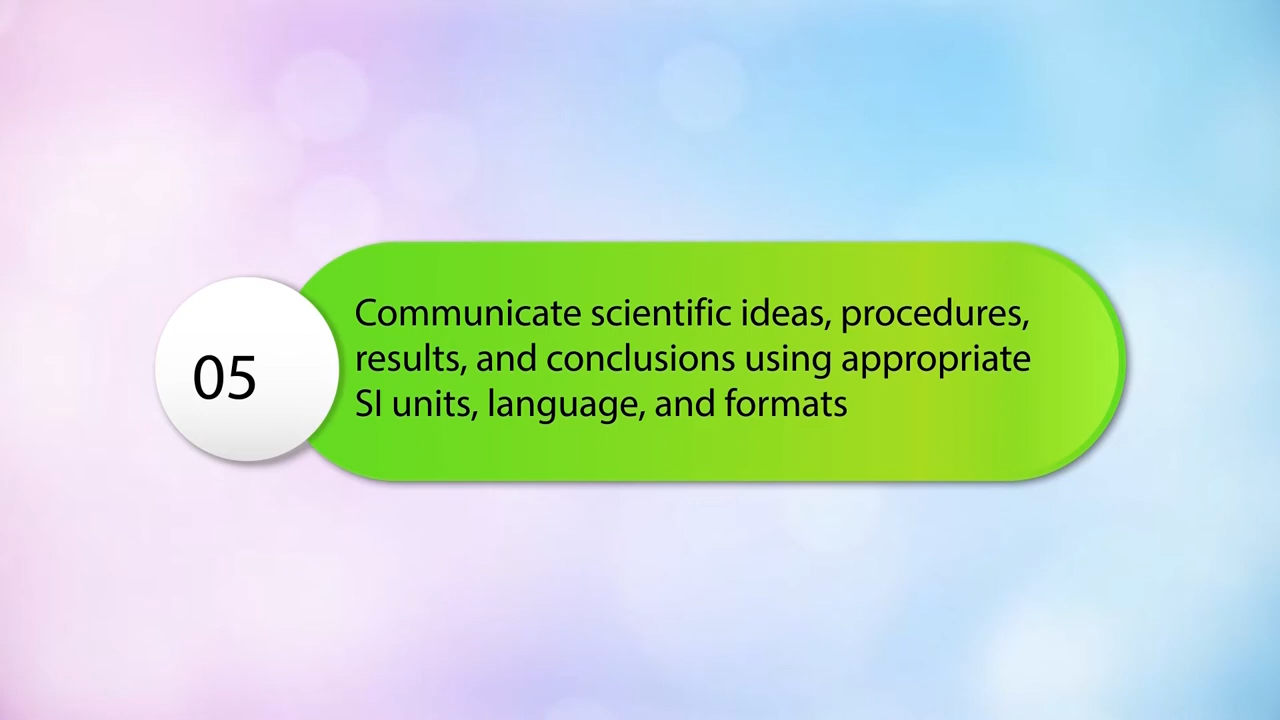 05
Communicate scientific ideas, procedures,
results, and conclusions using appropriate
SI units, language, and formats